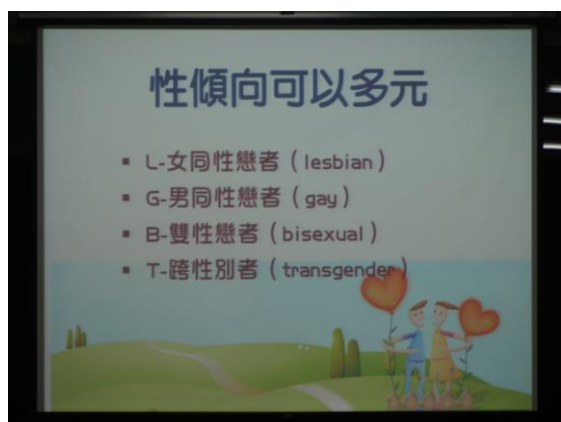 性傾向可以多元
▪ L-女同性戀者（lesbian）
▪ G-男同性戀者（gay）
▪ B-雙性戀者（bisexual）
▪ T-跨性別者（transgender）